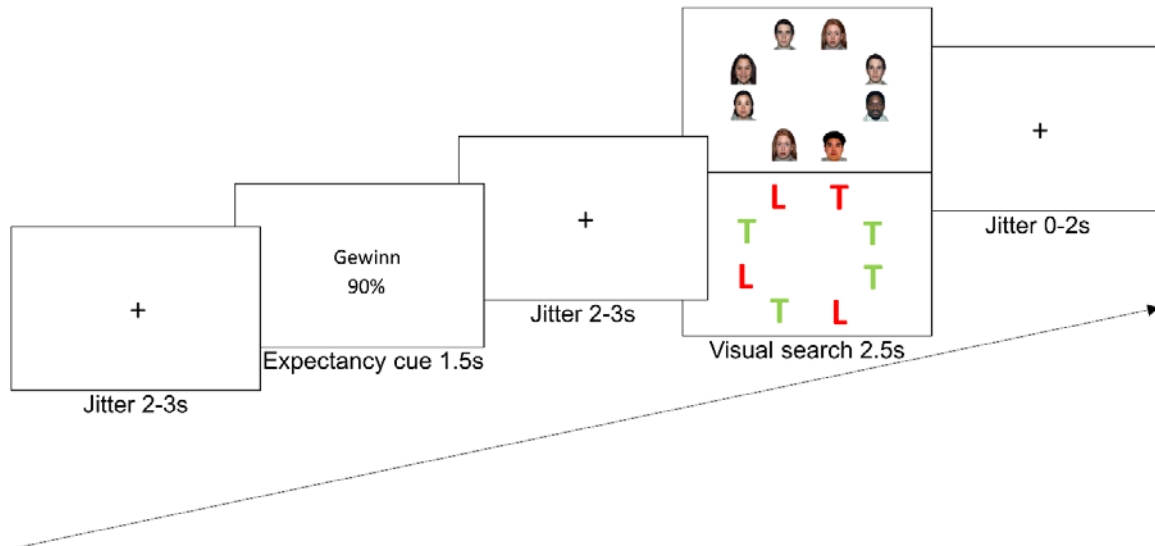 +
Jitter 2-3s
Gewinn
90%
Expectancy cue 1.5s
+
Jitter 2-3s
L T
T T
L T
T L
Visual search 2.5s
+
Jitter 0-2s